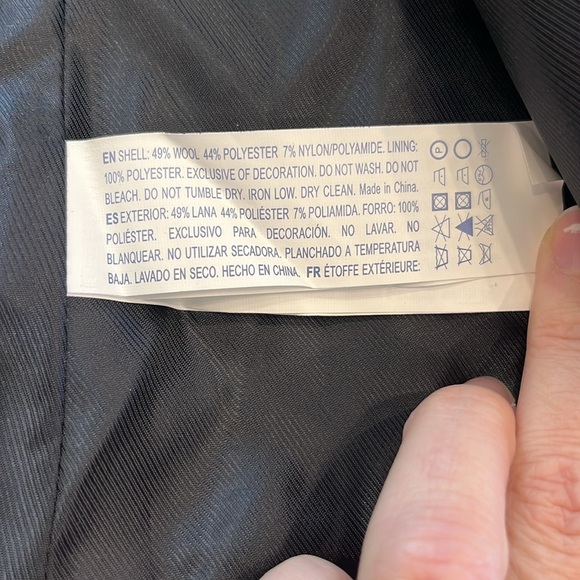 EN SHELL: 49% WOOL 44% POLYESTER 7% NYLON/POLYAMIDE. LINING:
100% POLYESTER. EXCLUSIVE OF DECORATION. DO NOT WASH. DO NOT
BLEACH. DO NOT TUMBLE DRY. IRON LOW. DRY CLEAN. Made in China.
ES EXTERIOR: 49% LANA 44% POLIÉSTER 7% POLIAMIDA. FORRO: 100%
POLIÉSTER. EXCLUSIVO PARA DECORACIÓN. NO LAVAR. NO
BLANQUEAR. NO UTILIZAR SECADORA. PLANCHADO A TEMPERATURA
BAJA. LAVADO EN SECO. HECHO EN CHINA. FR ÉTOFFE EXTÉRIEURE:
P